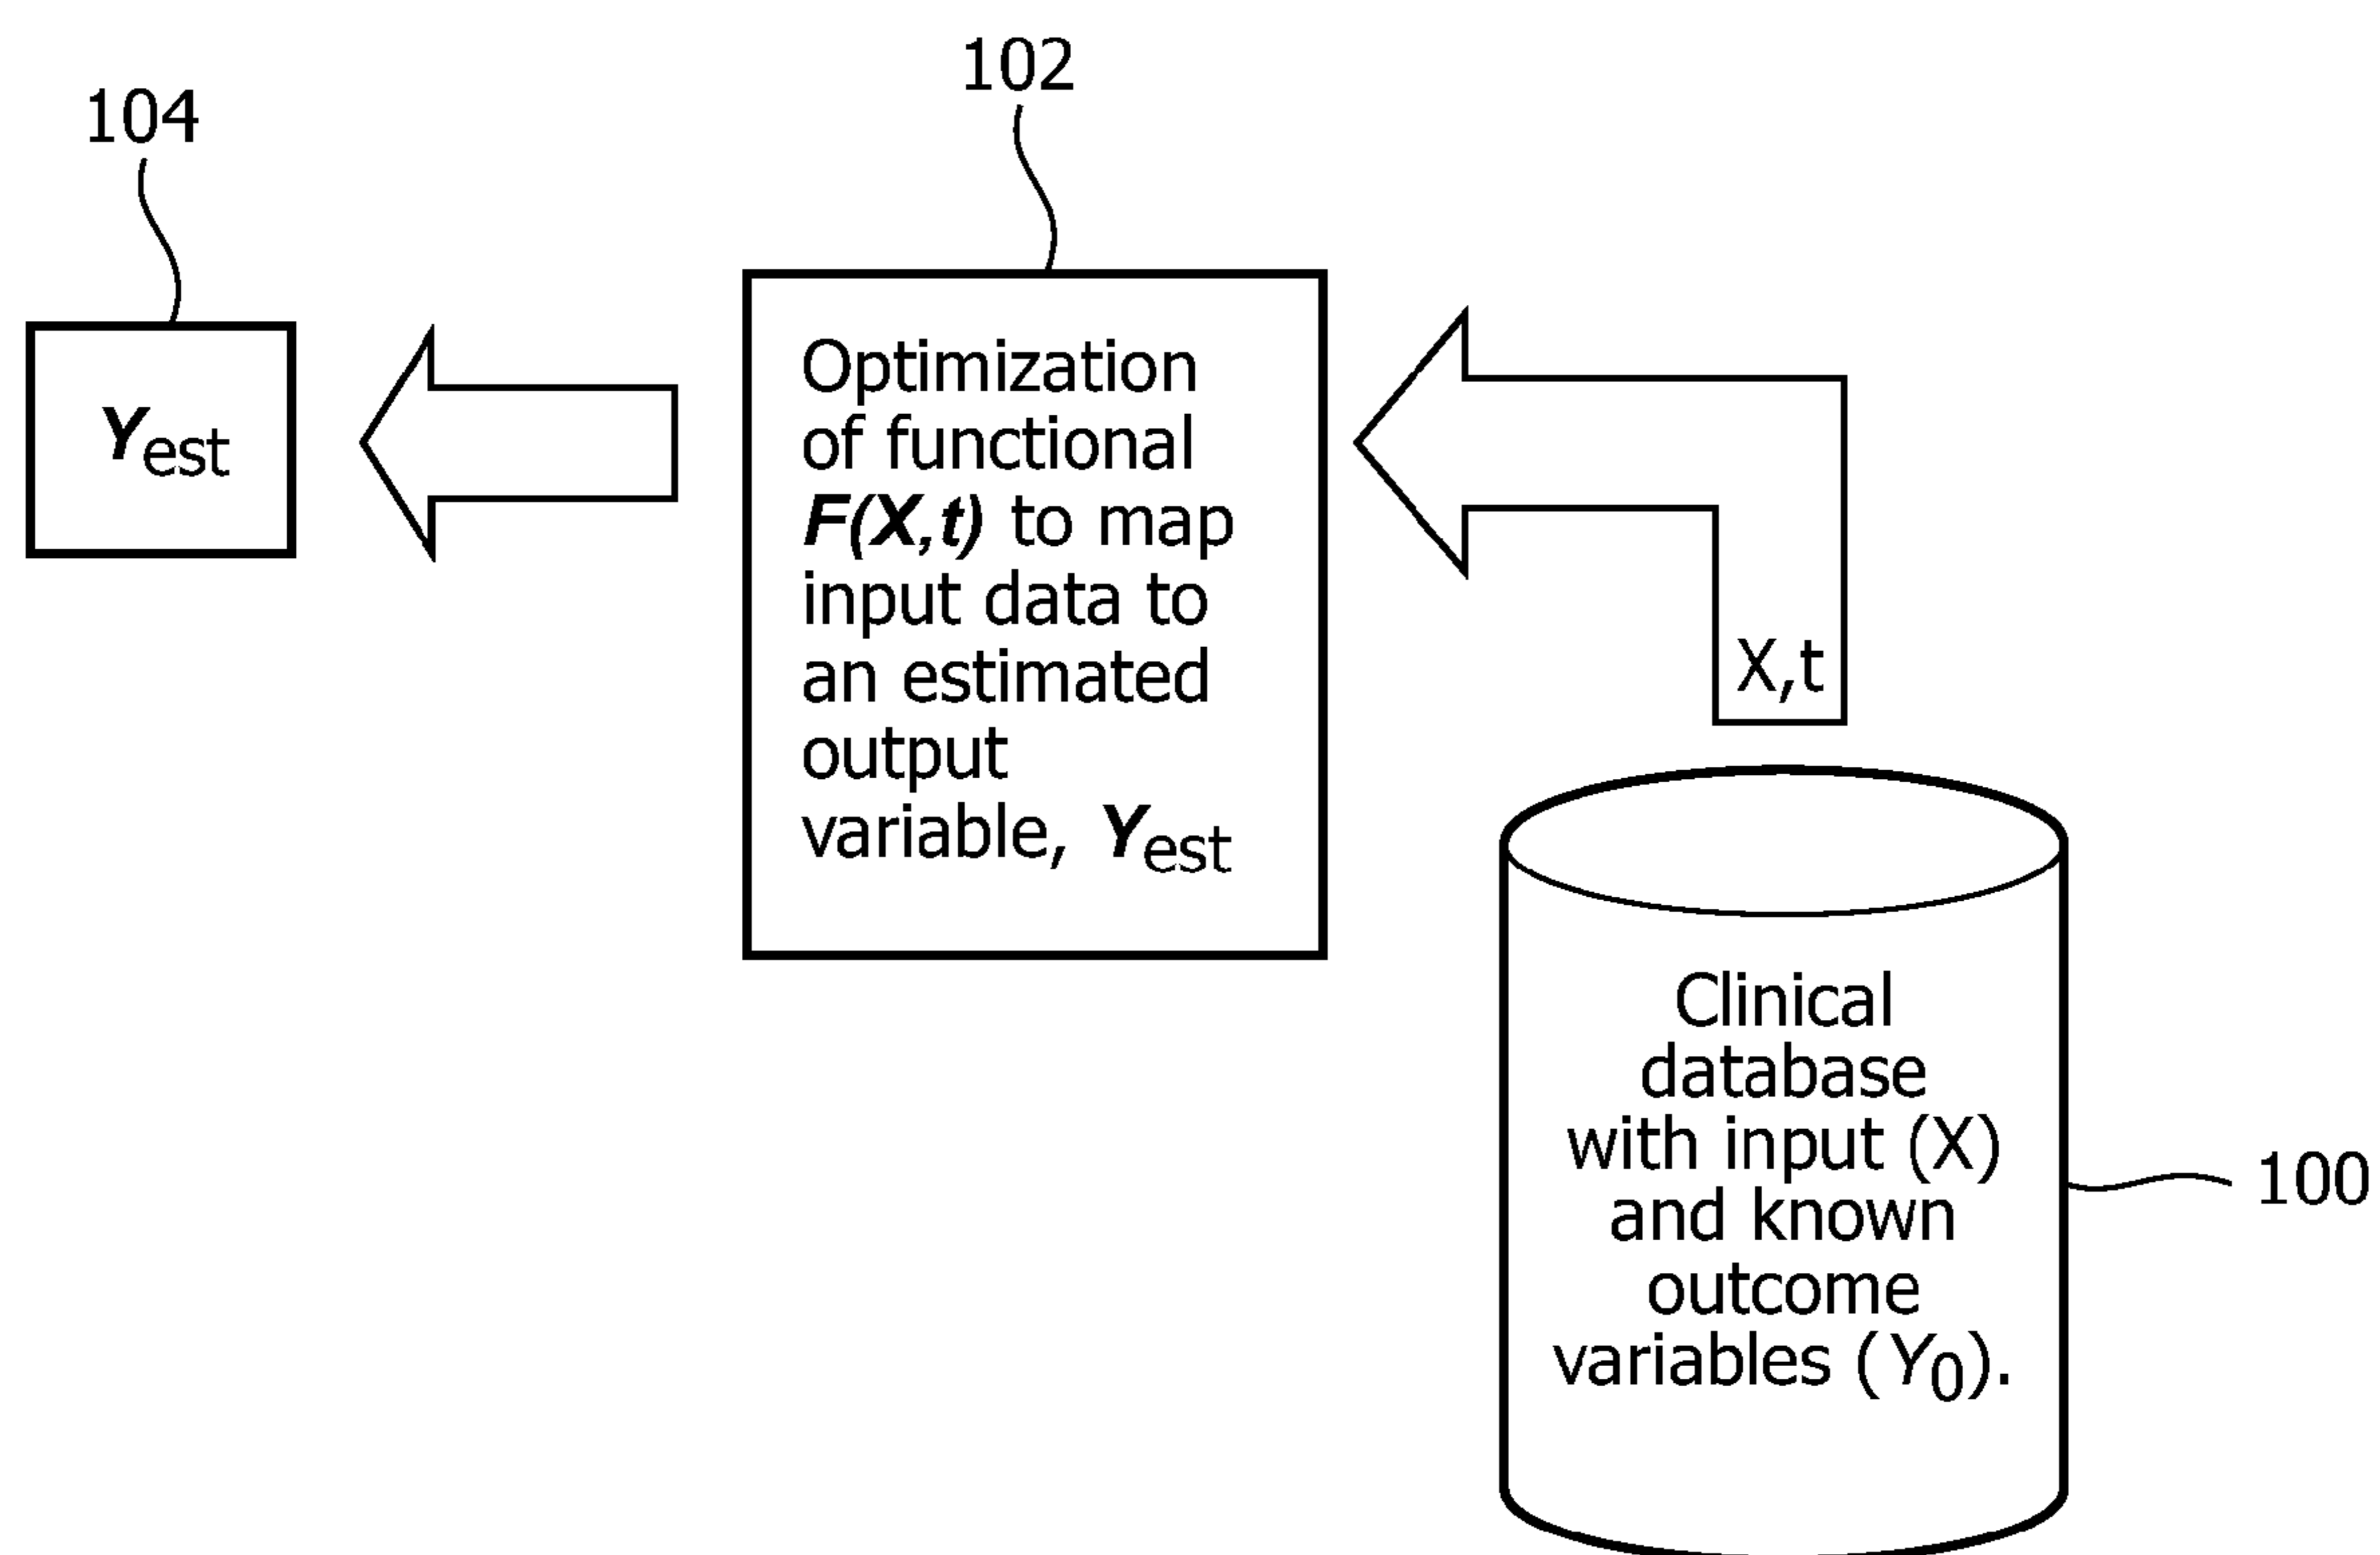 102
104
Optimization
of functional
F(X,t) to map
input data to
an estimated
output
variable, Yest
Yest
X,t
Clinical
database
with input (X)
and known
outcome
variables (Y0).
100